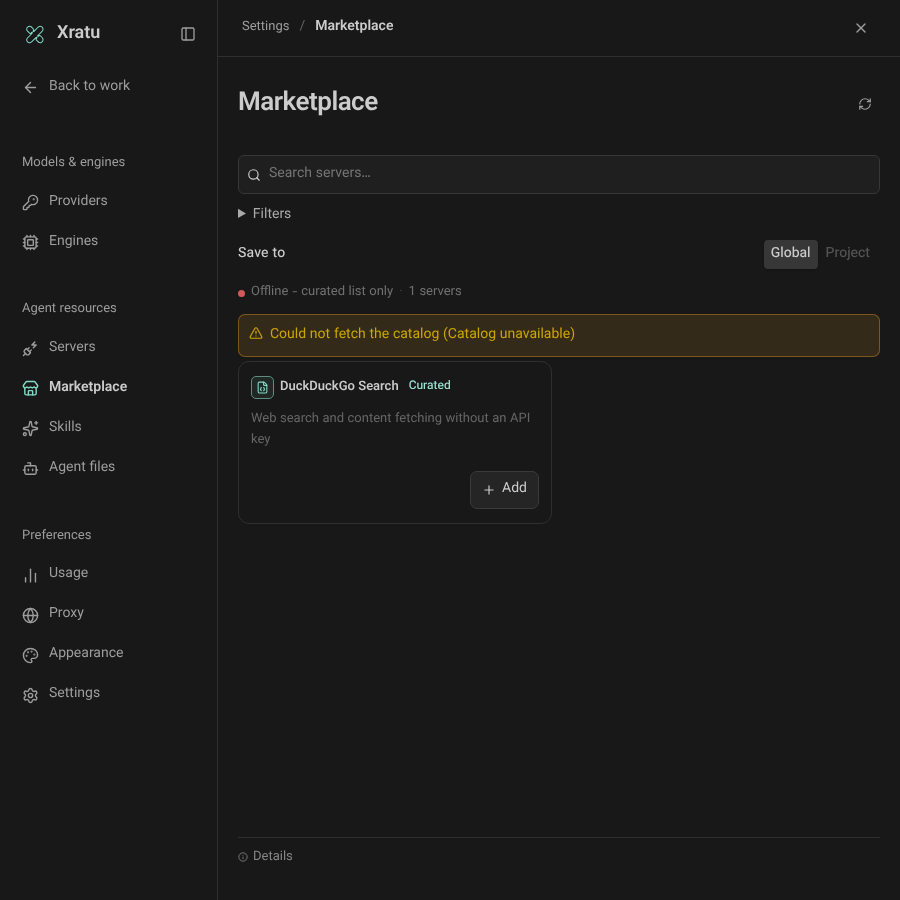 Xratu
Back to work
Models & engines
Providers
Engines
Agent resources
Servers
Marketplace
Skills
Agent files
Preferences
Usage
Proxy
Appearance
Settings
Settings / Marketplace
Marketplace
Search servers...
Filters
Save to Global Project
Offline - curated list only · 1 servers
Could not fetch the catalog (Catalog unavailable)
DuckDuckGo Search Curated
Web search and content fetching without an API
key
Add
Details